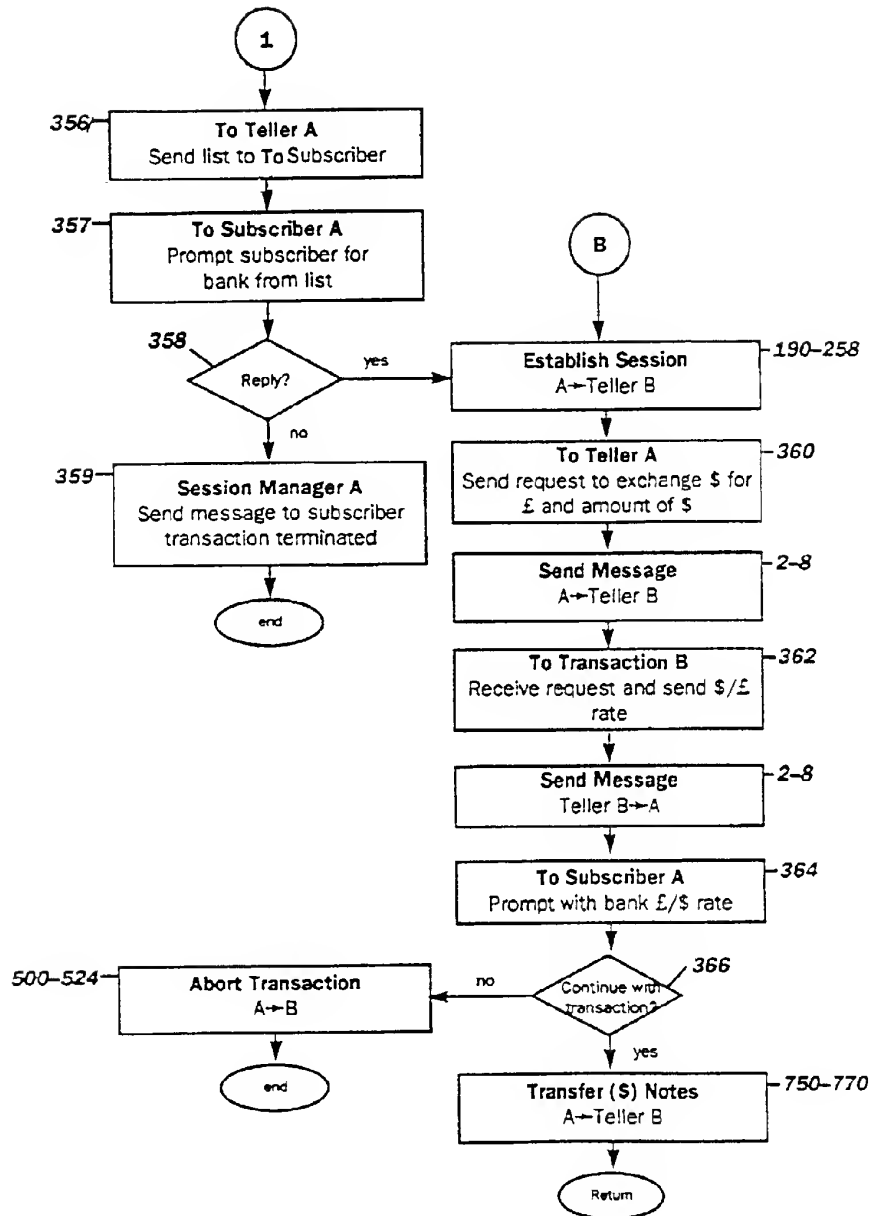 1
356
To Teller A
Send list to To Subscriber
357
To Subscriber A
Prompt subscriber for
bank from list
358
Reply?
yes
no
359
Session Manager A
Send message to subscriber
transaction terminated
end
B
Establish Session
A→Teller B
190–258
To Teller A
Send request to exchange $ for
£ and amount of $
360
Send Message
A→Teller B
2–8
To Transaction B
Receive request and send $/£
rate
362
Send Message
Teller B→A
2–8
To Subscriber A
Prompt with bank £/$ rate
364
366
Continue with
transaction?
no
yes
500–524
Abort Transaction
A→B
end
Transfer ($) Notes
A→Teller B
750–770
Return